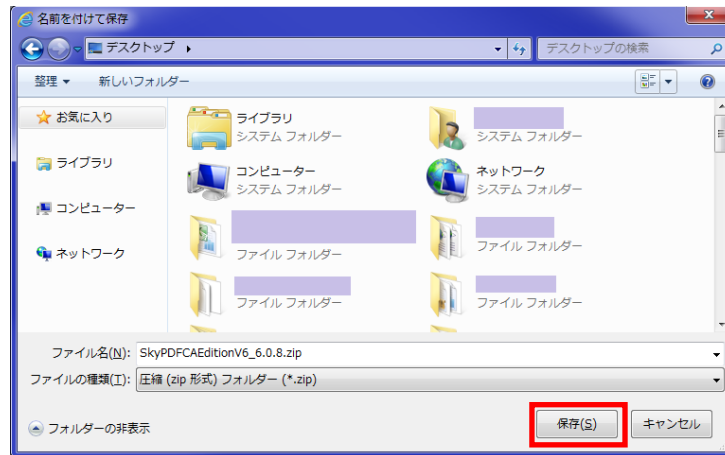 名前を付けて保存
デスクトップ
デスクトップの検索
整理
新しいフォルダー
お気に入り
ライブラリ
コンピューター
ネットワーク
ライブラリ
システム フォルダー
システム フォルダー
コンピューター
システム フォルダー
ネットワーク
システム フォルダー
ファイル フォルダー
ファイル フォルダー
ファイル フォルダー
ファイル フォルダー
ファイル名(N): SkyPDFCAEditionV6_6.0.8.zip
ファイルの種類(T): 圧縮 (zip 形式) フォルダー (*.zip)
フォルダーの非表示
保存(S)
キャンセル